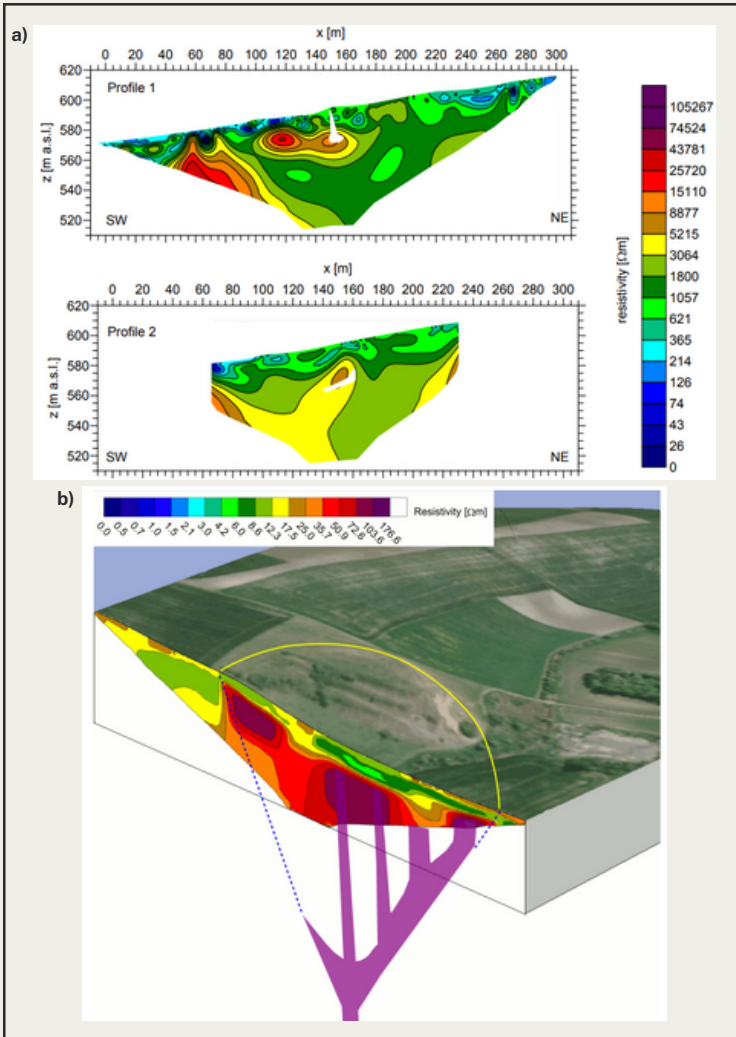 a)
x [m]
0 20 40 60 80 100 120 140 160 180 200 220 240 260 280 300
620
600
580
560
540
520
z [m a.s.l.]
Profile 1
SW
NE
x [m]
0 20 40 60 80 100 120 140 160 180 200 220 240 260 280 300
620
600
580
560
540
520
z [m a.s.l.]
Profile 2
SW
NE
105267
74524
43781
25720
15110
8877
5215
3064
1800
1057
621
365
214
126
74
43
26
0
resistivity [Ωm]
b)
Resistivity [Ωm]
0.0 0.5 0.7 1.0 1.5 2.1 3.0 4.2 6.0 8.6 12.3 17.5 25.0 35.7 50.9 72.6 103.6 176.6